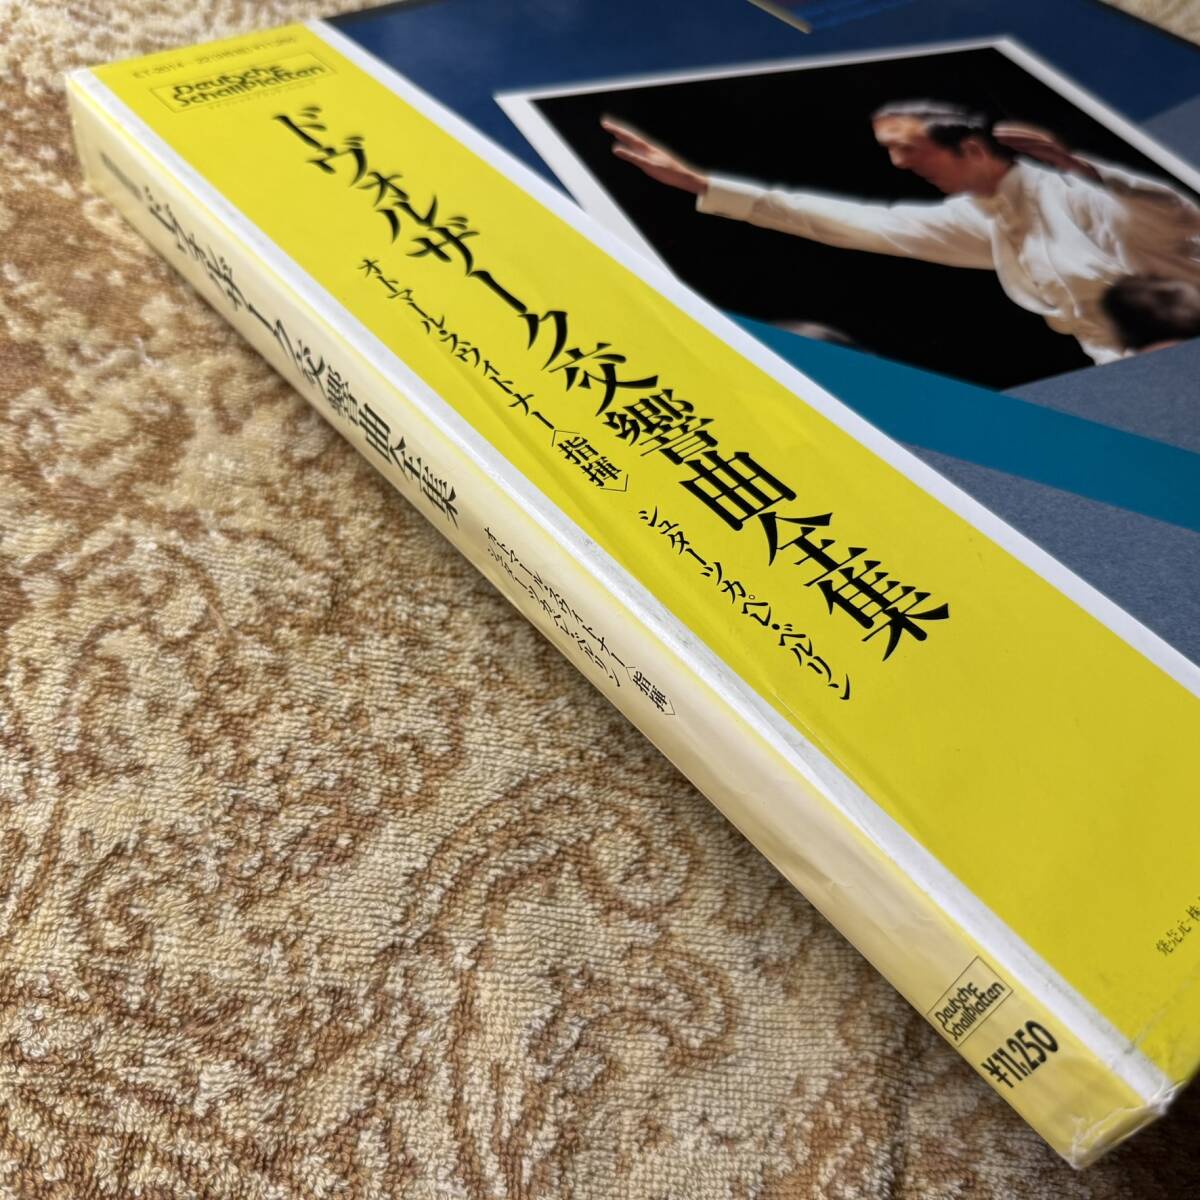 Deutsche
Schallplatten
ドヴォルザーク交響曲全集
オトマール・スウィトナー〈指揮〉
シュターツカペレ・ベルリン
ドヴォルザーク交響曲全集
オトマール・スウィトナー〈指揮〉
シュターツカペレ・ベルリン
Deutsche
Schallplatten
¥11,250
発売元 株